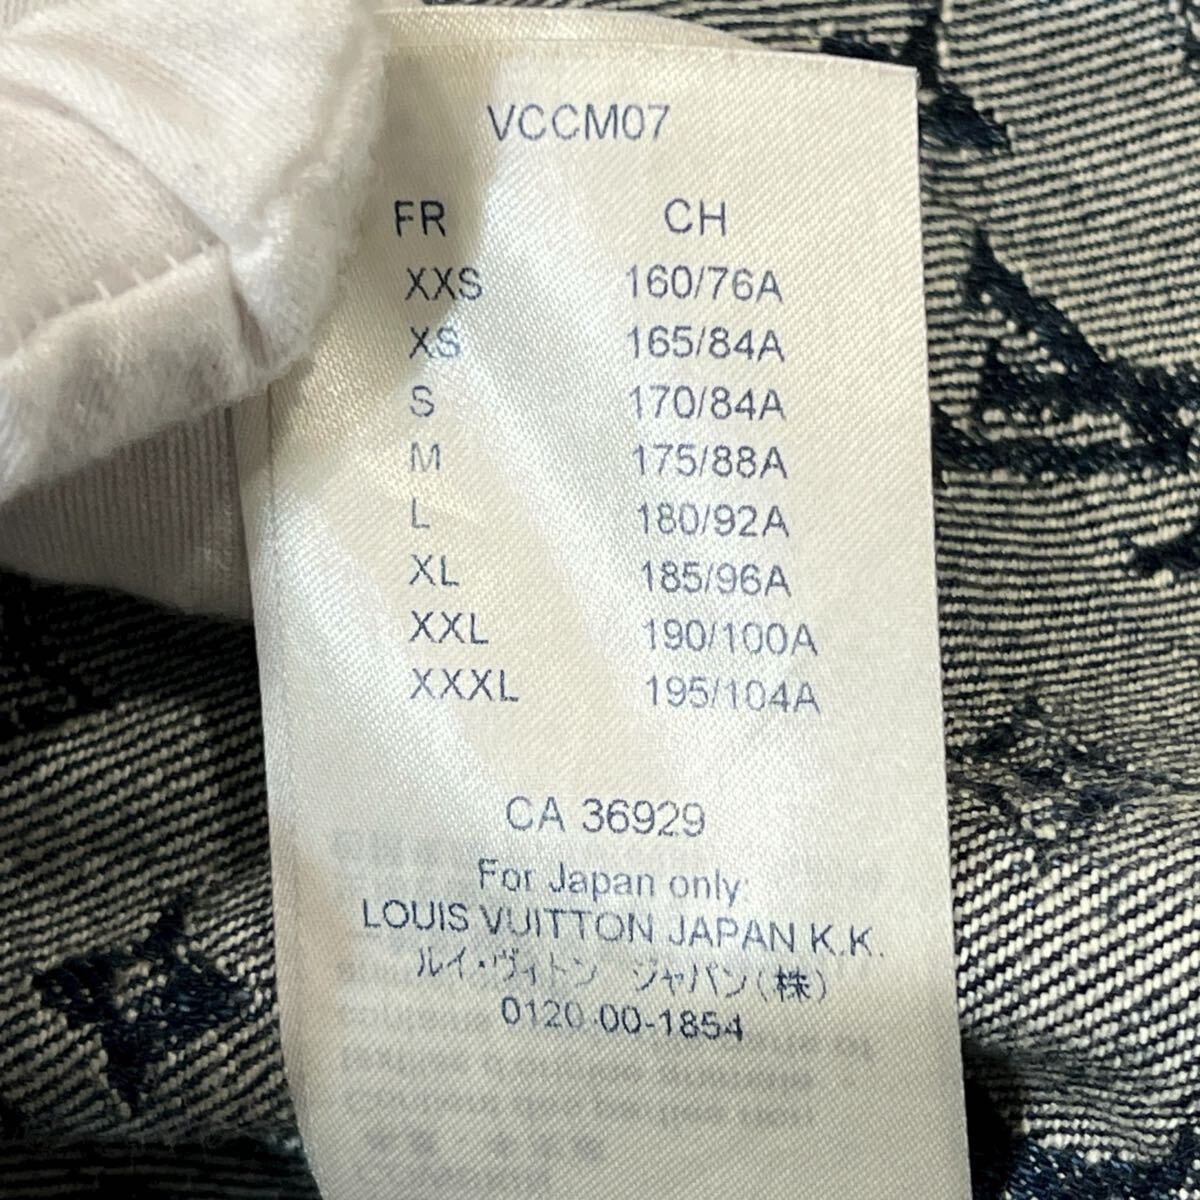 VCCM07
FR CH
XXS 160/76A
XS 165/84A
S 170/84A
M 175/88A
L 180/92A
XL 185/96A
XXL 190/100A
XXXL 195/104A
CA 36929
For Japan only:
LOUIS VUITTON JAPAN K.K.
ルイ・ヴィトン　ジャパン(株)
0120-00-1854